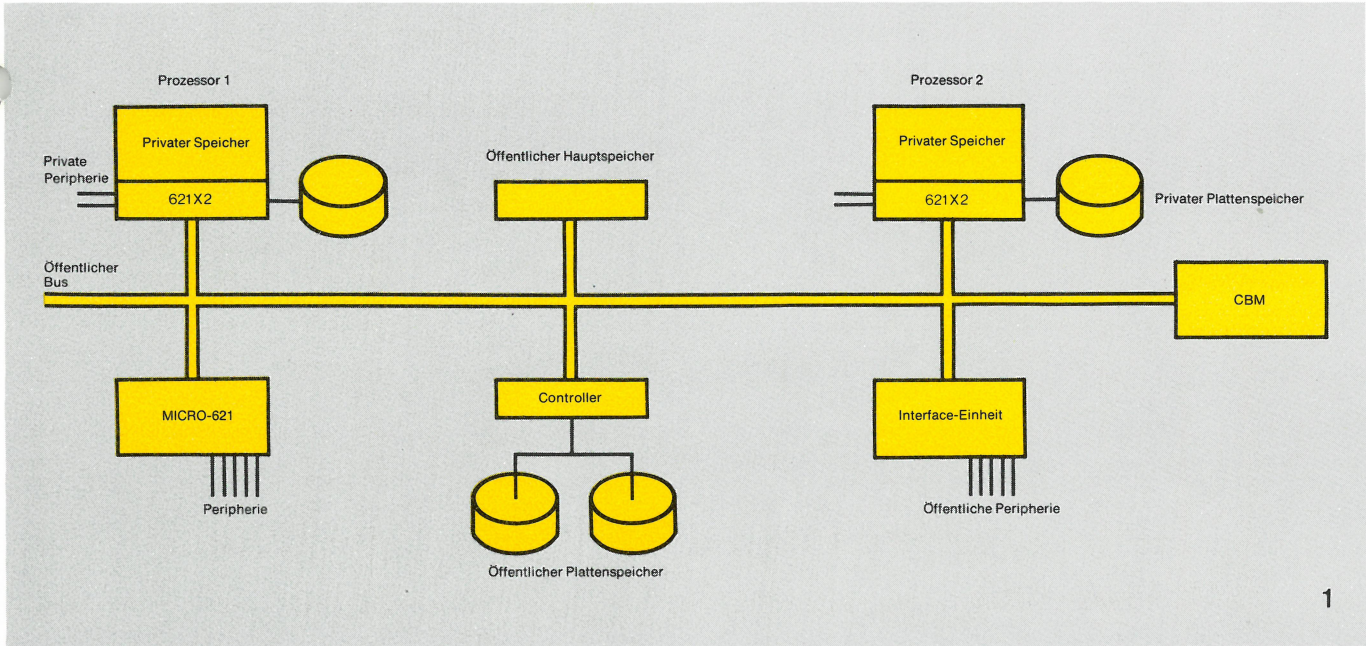 Prozessor 1
Prozessor 2
Privater Speicher
Privater Speicher
Öffentlicher Hauptspeicher
Private
Peripherie
621X2
621X2
Privater Plattenspeicher
Öffentlicher
Bus
CBM
MICRO-621
Controller
Interface-Einheit
Peripherie
Öffentliche Peripherie
Öffentlicher Plattenspeicher
1